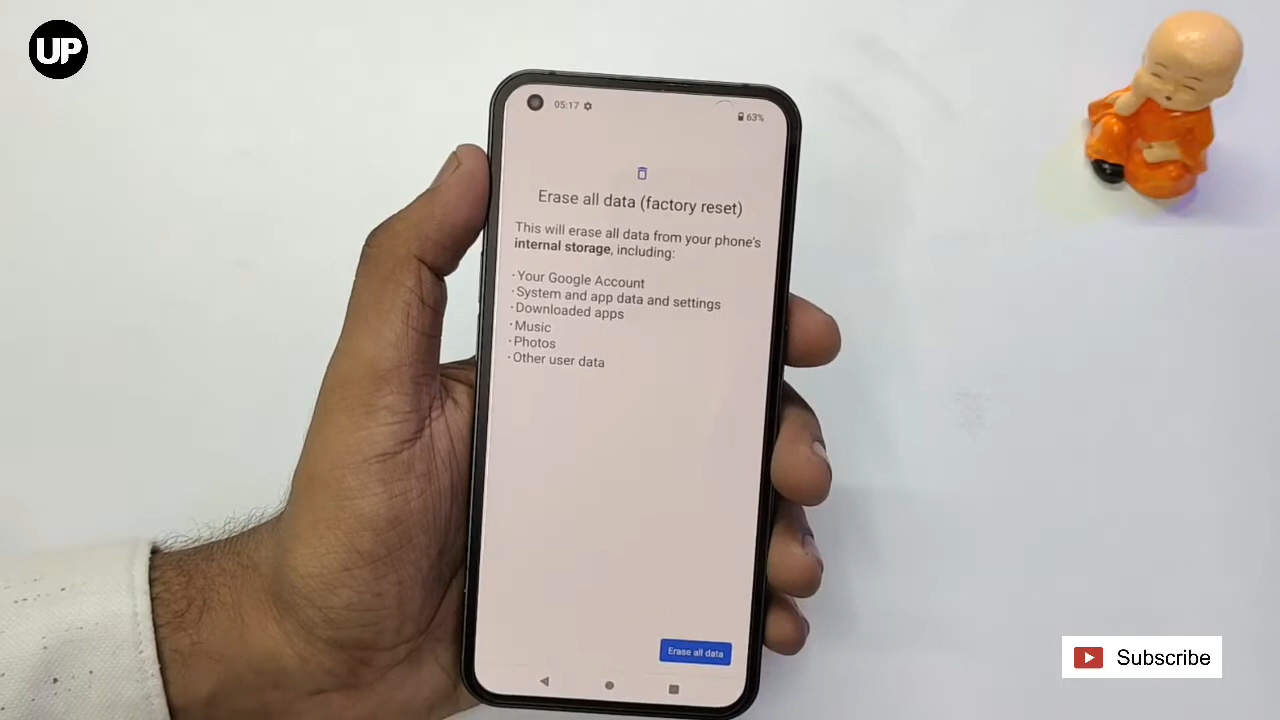 UP
05:17
63%
Erase all data (factory reset)
This will erase all data from your phone's
internal storage, including:
· Your Google Account
· System and app data and settings
· Downloaded apps
· Music
· Photos
· Other user data
Erase all data
Subscribe